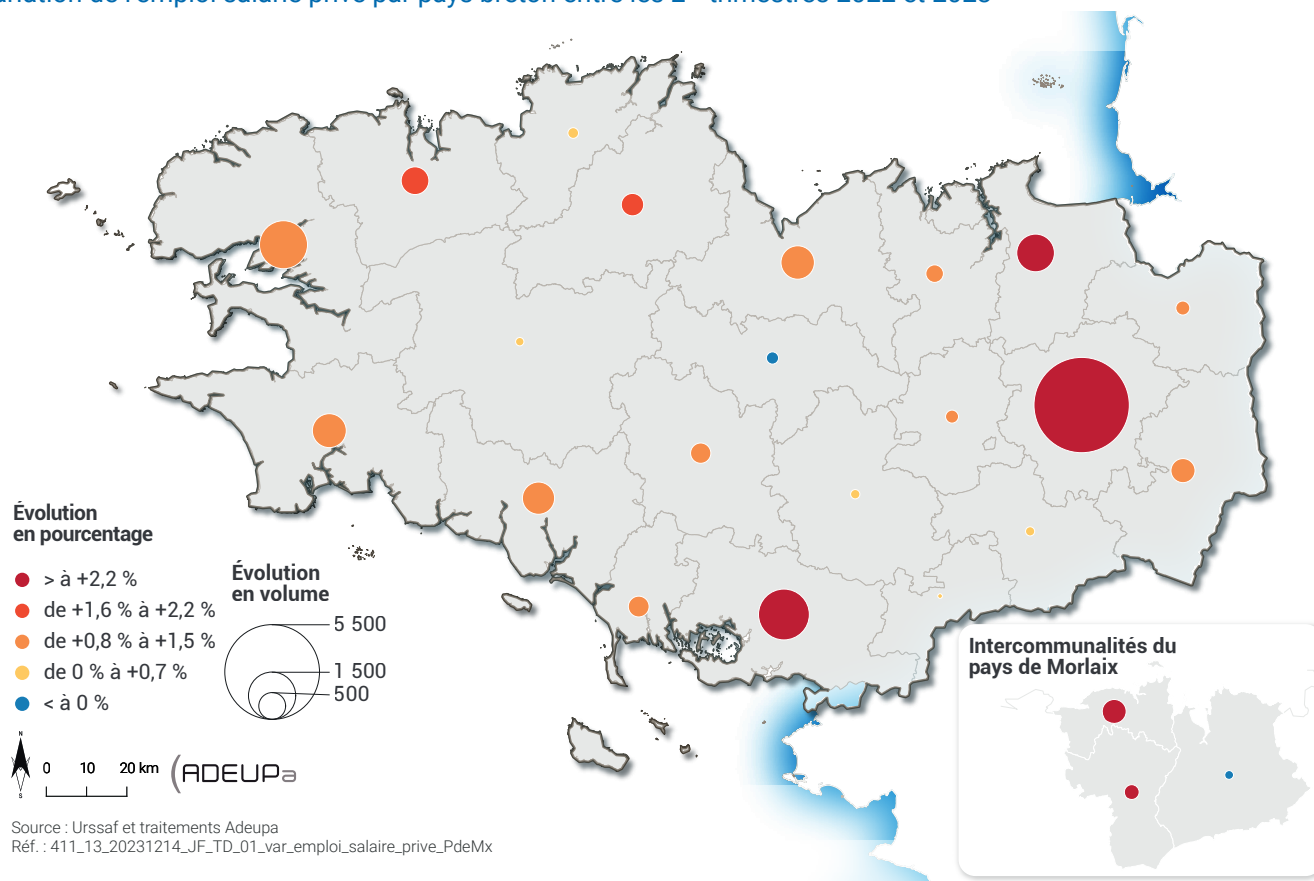 Évolution
en pourcentage
> à +2,2 %
de +1,6 % à +2,2 %
de +0,8 % à +1,5 %
de 0 % à +0,7 %
< à 0 %
Évolution
en volume
5 500
1 500
500
N
S
0 10 20 km
(ADEUPa
Source : Urssaf et traitements Adeupa
Réf. : 411_13_20231214_JF_TD_01_var_emploi_salaire_prive_PdeMx
Intercommunalités du
pays de Morlaix